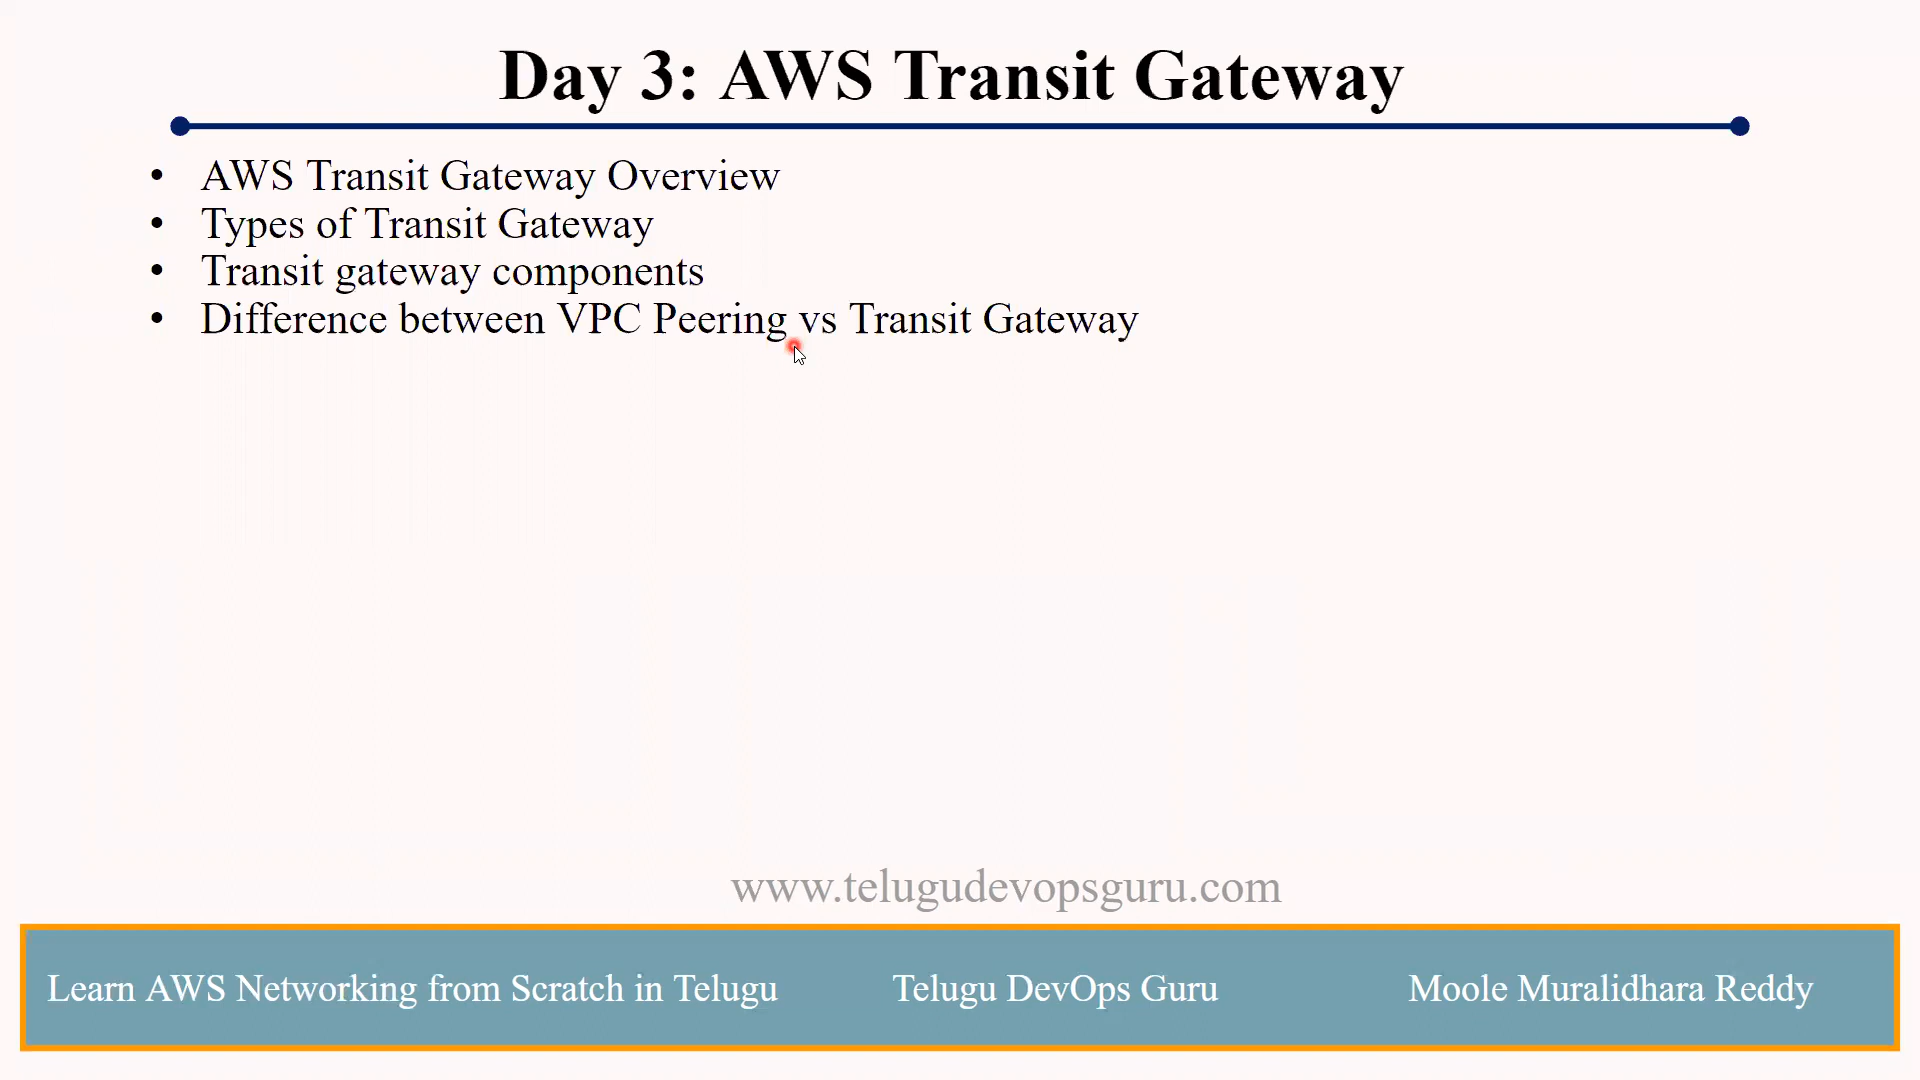 Day 3: AWS Transit Gateway
• AWS Transit Gateway Overview
• Types of Transit Gateway
• Transit gateway components
• Difference between VPC Peering vs Transit Gateway
www.telugudevopsguru.com
Learn AWS Networking from Scratch in Telugu Telugu DevOps Guru Moole Muralidhara Reddy